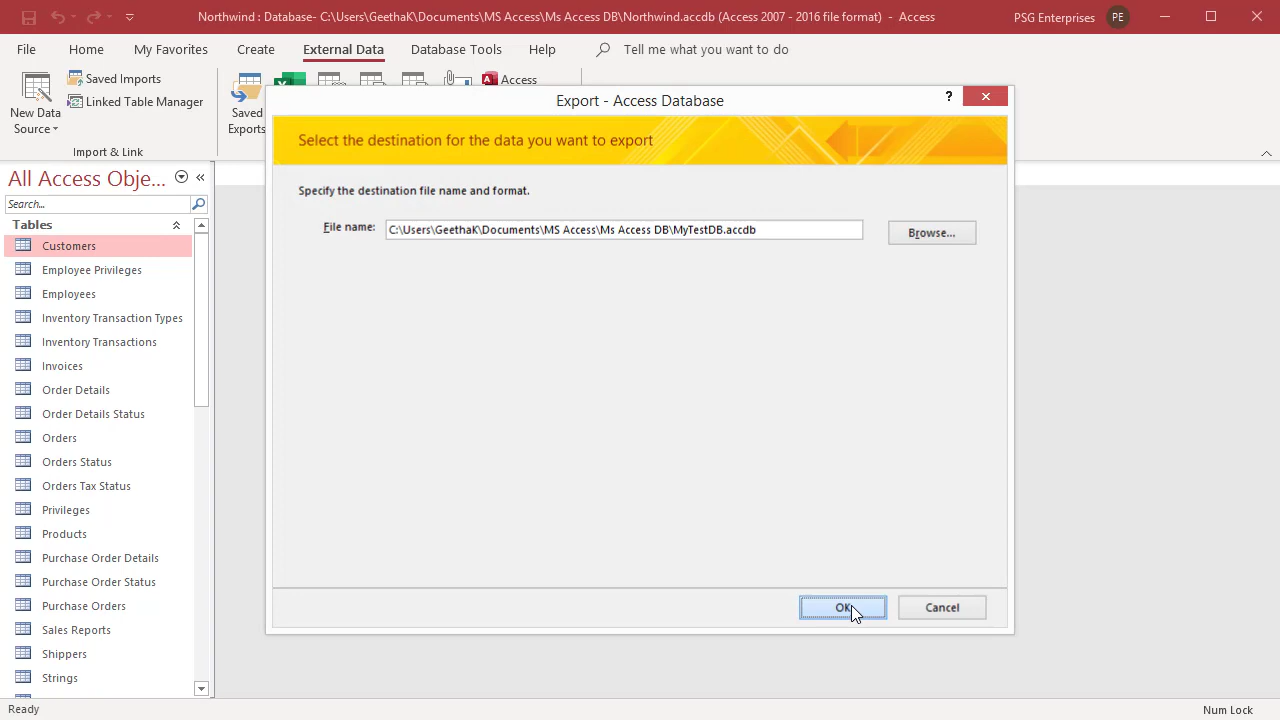 Northwind : Database- C:\Users\GeethaK\Documents\MS Access\Ms Access DB\Northwind.accdb (Access 2007 - 2016 file format) - Access
PSG Enterprises PE
File Home My Favorites Create External Data Database Tools Help Tell me what you want to do
New Data Source
Saved Imports
Linked Table Manager
Import & Link
Saved Exports
Access
Export - Access Database
?
Select the destination for the data you want to export
Specify the destination file name and format.
File name: C:\Users\GeethaK\Documents\MS Access\Ms Access DB\MyTestDB.accdb Browse...
OK Cancel
All Access Obje... «
Search...
Tables
Customers
Employee Privileges
Employees
Inventory Transaction Types
Inventory Transactions
Invoices
Order Details
Order Details Status
Orders
Orders Status
Orders Tax Status
Privileges
Products
Purchase Order Details
Purchase Order Status
Purchase Orders
Sales Reports
Shippers
Strings
Ready
Num Lock